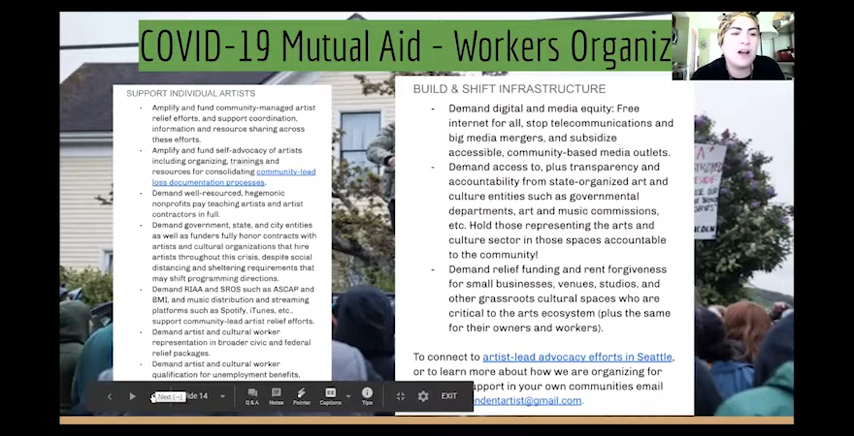 COVID-19 Mutual Aid - Workers Organiz
SUPPORT INDIVIDUAL ARTISTS
- Amplify and fund community-managed artist
relief efforts, and support coordination,
information and resource sharing across
these efforts.
- Amplify and fund self-advocacy of artists
including organizing, trainings and
resources for consolidating community-lead
loss documentation processes.
- Demand well-resourced, hegemonic
nonprofits pay teaching artists and artist
contractors in full.
- Demand government, state, and city entities
as well as funders fully honor contracts with
artists and cultural organizations that hire
artists throughout this crisis, despite social
distancing and sheltering requirements that
may shift programming directions.
- Demand RIAA and SROS such as ASCAP and
BMI, and music distribution and streaming
platforms such as Spotify, iTunes, etc.,
support community-lead artist relief efforts.
- Demand artist and cultural worker
representation in broader civic and federal
relief packages.
- Demand artist and cultural worker
qualification for unemployment benefits,
BUILD & SHIFT INFRASTRUCTURE
- Demand digital and media equity: Free
internet for all, stop telecommunications and
big media mergers, and subsidize
accessible, community-based media outlets.
- Demand access to, plus transparency and
accountability from state-organized art and
culture entities such as governmental
departments, art and music commissions,
etc. Hold those representing the arts and
culture sector in those spaces accountable
to the community!
- Demand relief funding and rent forgiveness
for small businesses, venues, studios, and
other grassroots cultural spaces who are
critical to the arts ecosystem (plus the same
for their owners and workers).
To connect to artist-lead advocacy efforts in Seattle,
or to learn more about how we are organizing for
upport in your own communities email
endentartist@gmail.com.
Next (→)
lide 14
Q&A
Notes
Pointer
Captions
Tips
EXIT